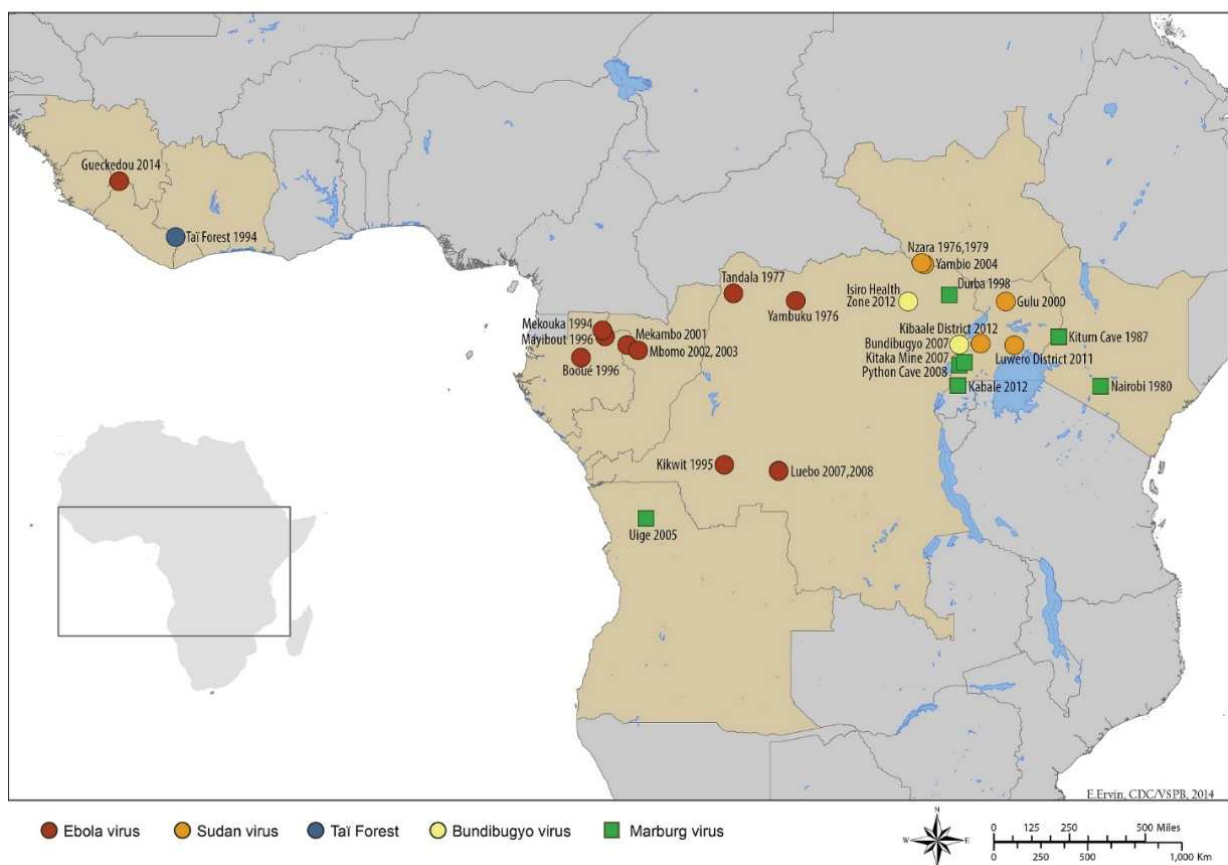 Gueckedou 2014
Taï Forest 1994
Nzara 1976,1979
Yambio 2004
Tandala 1977
Yambuku 1976
Isiro Health
Zone 2012
Durba 1998
Gulu 2000
Mekouka 1994
Mayibout 1996
Mekambo 2001
Mbomo 2002, 2003
Booué 1996
Kibaale District 2012
Bundibugyo 2007
Kitaka Mine 2007
Python Cave 2008
Kitum Cave 1987
Luwero District 2011
Kabale 2012
Nairobi 1980
Kikwit 1995
Luebo 2007,2008
Uige 2005
E.Ervin, CDC/VSPB, 2014
Ebola virus
Sudan virus
Taï Forest
Bundibugyo virus
Marburg virus
N
W E
S
0 125 250 500 Miles
0 250 500 1,000 Km